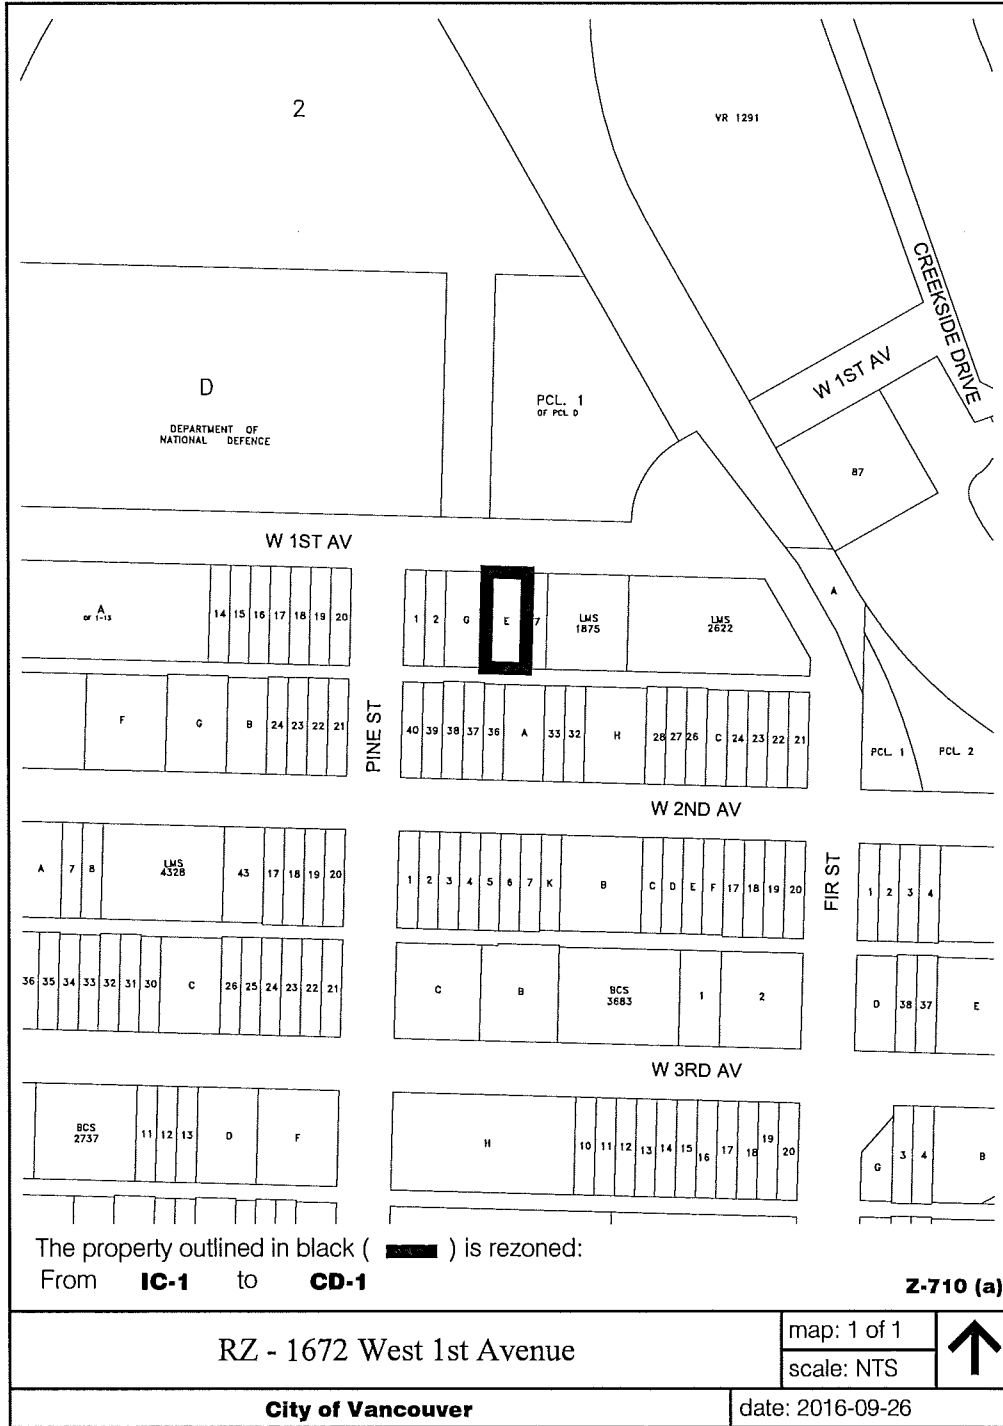 2
VR 1291
CREEKSIDE DRIVE
W 1ST AV
D
DEPARTMENT OF
NATIONAL DEFENCE
PCL. 1
OF PCL D
87
W 1ST AV
A
A
OF 1-13
14 15 16 17 18 19 20
1 2 G E 7 LMS
1875
LMS
2622
F G B 24 23 22 21
PINE ST
40 39 38 37 36 A 33 32 H 28 27 26 C 24 23 22 21
PCL. 1
PCL. 2
W 2ND AV
A 7 8 LMS
4328
43 17 18 19 20
1 2 3 4 5 6 7 K B C D E F 17 18 19 20
FIR ST
1 2 3 4
36 35 34 33 32 31 30 C 26 25 24 23 22 21
C B BCS
3683
1 2
D 38 37 E
W 3RD AV
BCS
2737
11 12 13 D F
H 10 11 12 13 14 15 16 17 18 19 20
G 3 4 B
The property outlined in black ( ) is rezoned:
From IC-1 to CD-1
Z-710 (a)
RZ - 1672 West 1st Avenue
map: 1 of 1
scale: NTS
City of Vancouver
date: 2016-09-26